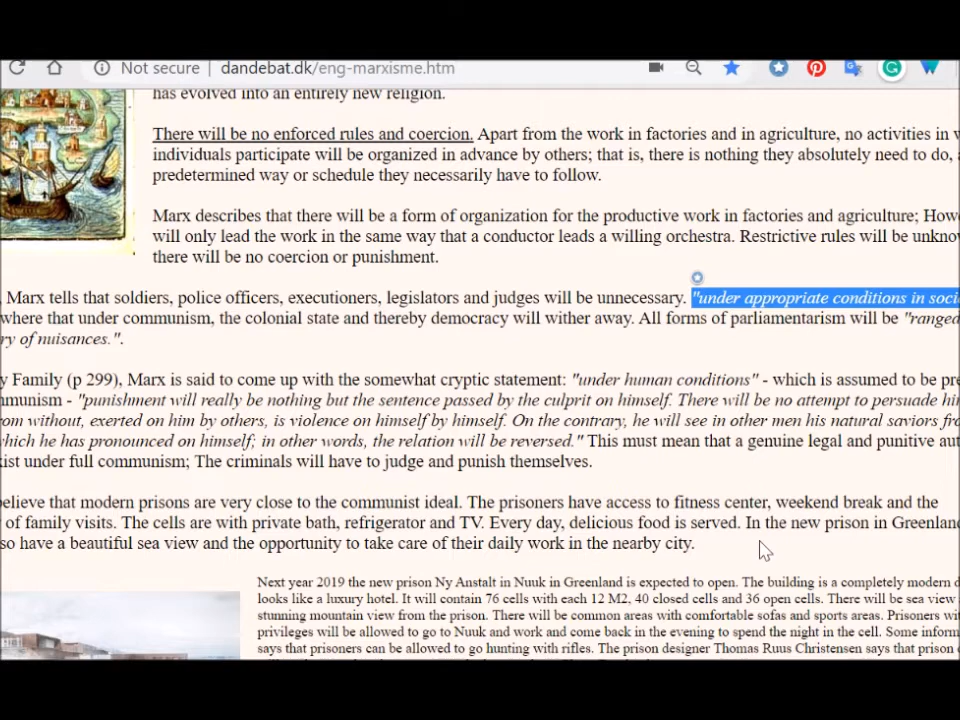 Not secure | dandebat.dk/eng-marxisme.htm
has evolved into an entirely new religion.
There will be no enforced rules and coercion. Apart from the work in factories and in agriculture, no activities in
individuals participate will be organized in advance by others; that is, there is nothing they absolutely need to do,
predetermined way or schedule they necessarily have to follow.
Marx describes that there will be a form of organization for the productive work in factories and agriculture;
will only lead the work in the same way that a conductor leads a willing orchestra. Restrictive rules will be
there will be no coercion or punishment.
Marx tells that soldiers, police officers, executioners, legislators and judges will be unnecessary. "under appropriate conditions in
where that under communism, the colonial state and thereby democracy will wither away. All forms of parliamentarism will be "ranged
ry of nuisances.".
y Family (p 299), Marx is said to come up with the somewhat cryptic statement: "under human conditions" - which is assumed to be
mmunism - "punishment will really be nothing but the sentence passed by the culprit on himself. There will be no attempt to persuade
rom without, exerted on him by others, is violence on himself by himself. On the contrary, he will see in other men his natural saviors
which he has pronounced on himself; in other words, the relation will be reversed." This must mean that a genuine legal and punitive
ist under full communism; The criminals will have to judge and punish themselves.
believe that modern prisons are very close to the communist ideal. The prisoners have access to fitness center, weekend break and the
of family visits. The cells are with private bath, refrigerator and TV. Every day, delicious food is served. In the new prison in Greenland
so have a beautiful sea view and the opportunity to take care of their daily work in the nearby city.
Next year 2019 the new prison Ny Anstalt in Nuuk in Greenland is expected to open. The building is a completely modern
looks like a luxury hotel. It will contain 76 cells with each 12 M2, 40 closed cells and 36 open cells. There will be sea view
stunning mountain view from the prison. There will be common areas with comfortable sofas and sports areas. Prisoners
privileges will be allowed to go to Nuuk and work and come back in the evening to spend the night in the cell. Some
says that prisoners can be allowed to go hunting with rifles. The prison designer Thomas Ruus Christensen says that prison